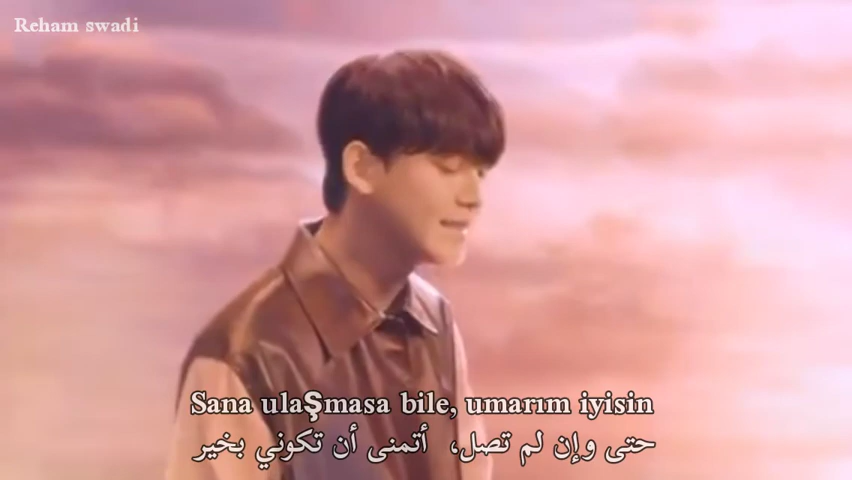 Reham swadi
Sana ulaşmasa bile, umarım iyisin
حتى وإن لم تصل، أتمنى أن تكوني بخير